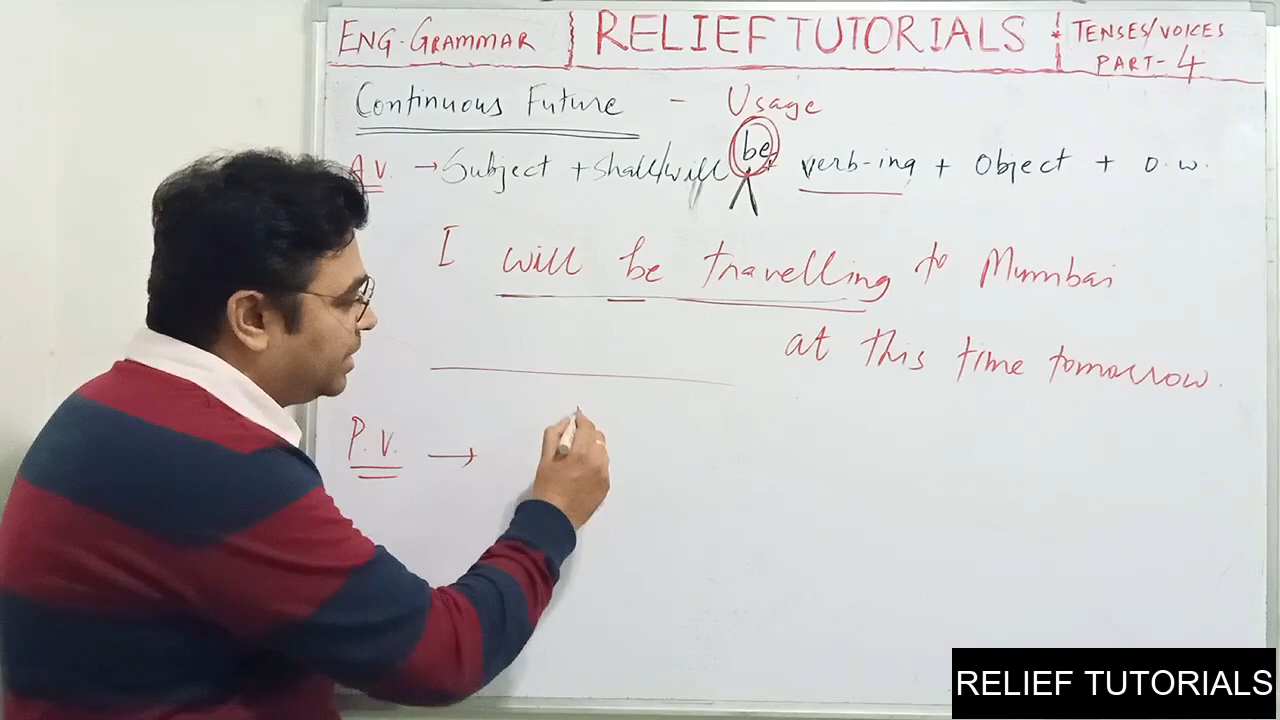 ENG-GRAMMAR RELIEF TUTORIALS TENSES/VOICES
PART-4
Continuous Future - Usage
A.V. → Subject + Shall/will be + verb-ing + Object + O.W.
I will be travelling to Mumbai
at this time tomorrow.
P.V. →
RELIEF TUTORIALS